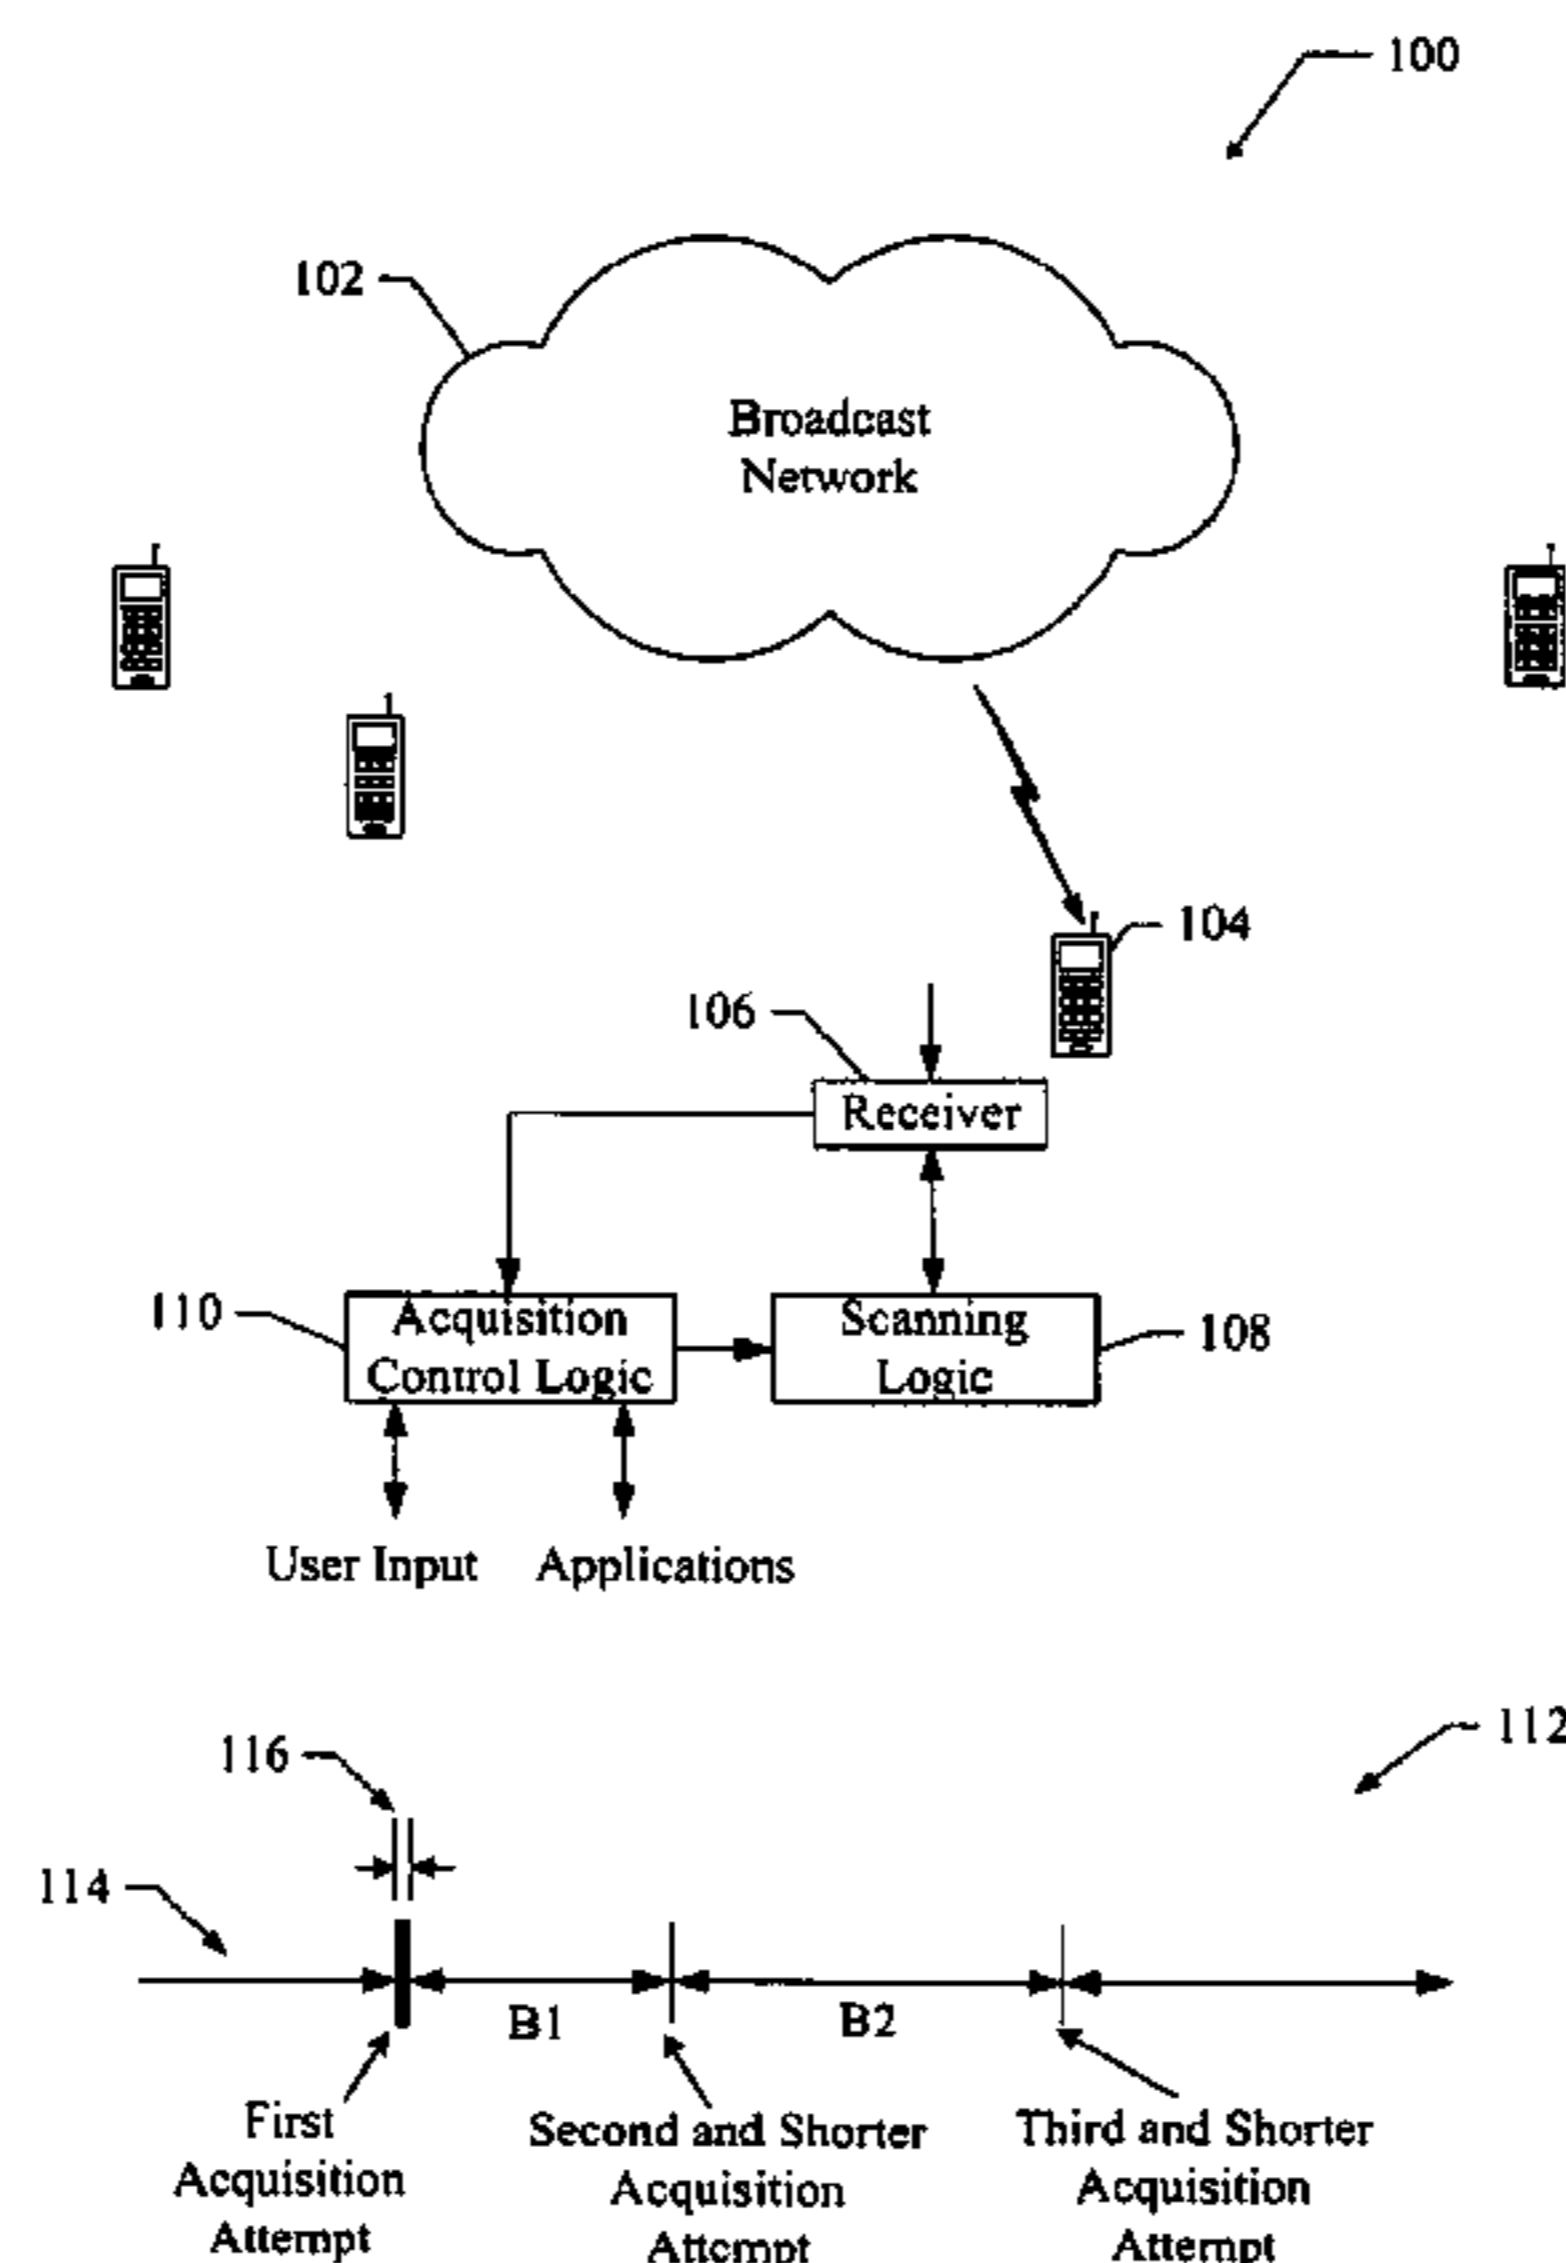 100
102
Broadcast
Network
104
106
Receiver
110
Acquisition
Control Logic
Scanning
Logic
108
User Input
Applications
112
116
114
B1
B2
First
Acquisition
Attempt
Second and Shorter
Acquisition
Attempt
Third and Shorter
Acquisition
Attempt